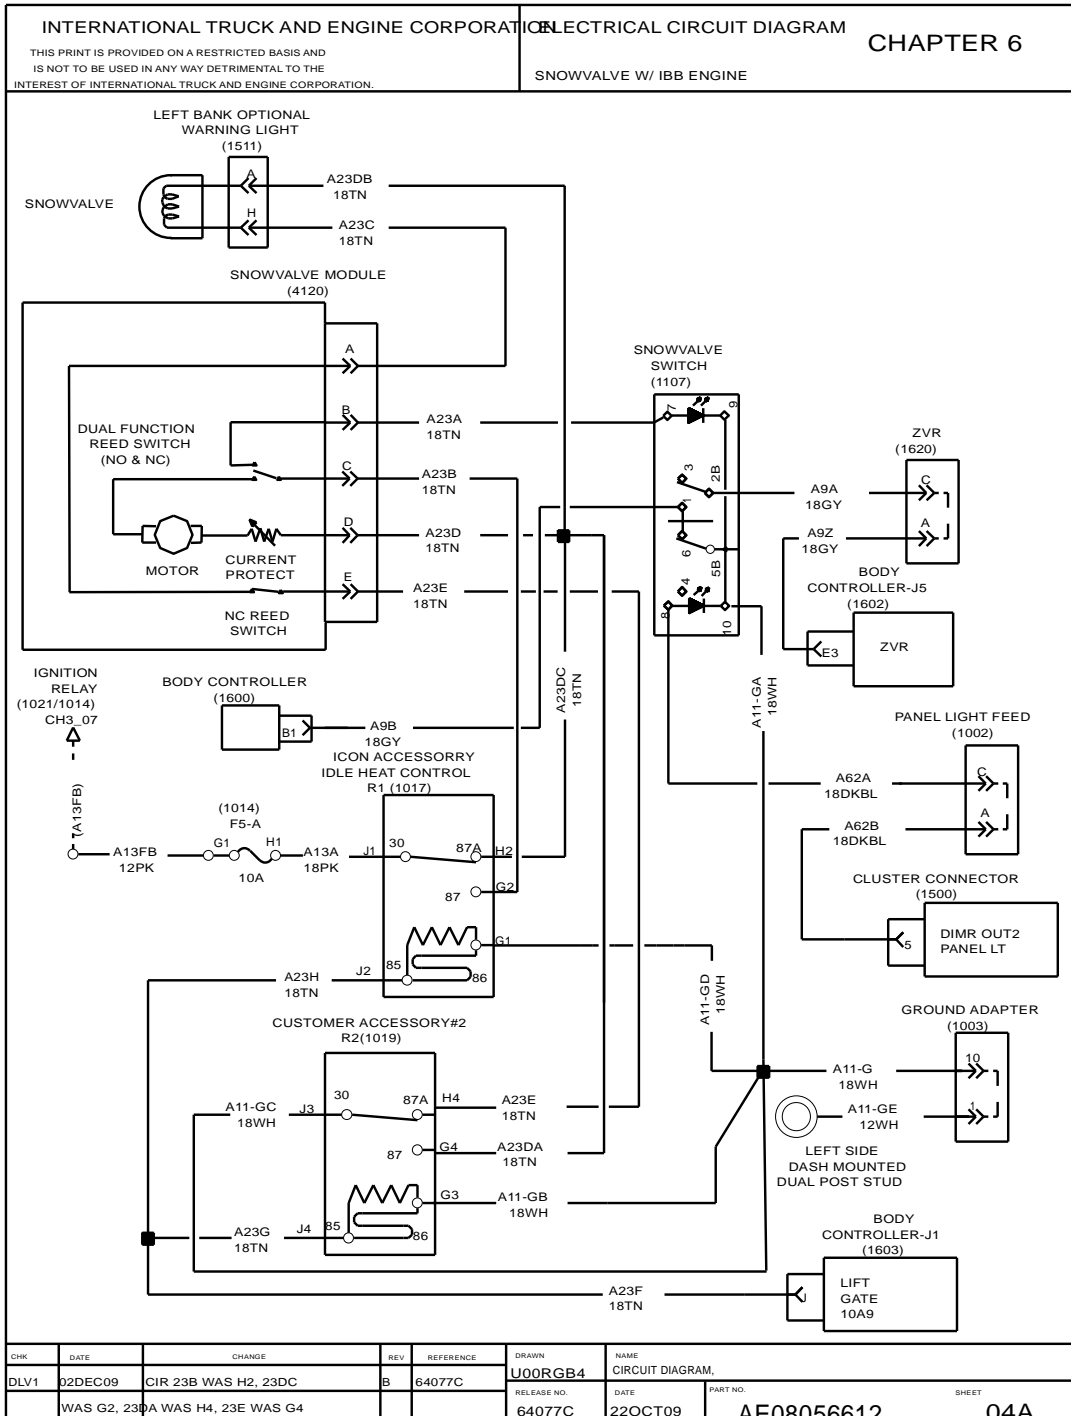 INTERNATIONAL TRUCK AND ENGINE CORPORATION
ELECTRICAL CIRCUIT DIAGRAM
CHAPTER 6
THIS PRINT IS PROVIDED ON A RESTRICTED BASIS AND
IS NOT TO BE USED IN ANY WAY DETRIMENTAL TO THE
INTEREST OF INTERNATIONAL TRUCK AND ENGINE CORPORATION.
SNOWVALVE W/ IBB ENGINE
LEFT BANK OPTIONAL
WARNING LIGHT
(1511)
SNOWVALVE
A
H
A23DB
18TN
A23C
18TN
SNOWVALVE MODULE
(4120)
A
B
C
D
E
DUAL FUNCTION
REED SWITCH
(NO & NC)
MOTOR
CURRENT
PROTECT
NC REED
SWITCH
A23A
18TN
A23B
18TN
A23D
18TN
A23E
18TN
SNOWVALVE
SWITCH
(1107)
7
9
3
2B
1
6
5B
4
8
10
ZVR
(1620)
C
A
A9A
18GY
A9Z
18GY
BODY
CONTROLLER-J5
(1602)
E3
ZVR
IGNITION
RELAY
(1021/1014)
CH3_07
(A13FB)
BODY CONTROLLER
(1600)
B1
A9B
18GY
A23DC
18TN
A11-GA
18WH
PANEL LIGHT FEED
(1002)
C
A
A62A
18DKBL
A62B
18DKBL
ICON ACCESSORRY
IDLE HEAT CONTROL
R1 (1017)
(1014)
F5-A
G1
H1
10A
A13FB
12PK
A13A
18PK
J1
30
87A
H2
87
G2
G1
85
86
J2
A23H
18TN
CLUSTER CONNECTOR
(1500)
5
DIMR OUT2
PANEL LT
A11-GD
18WH
CUSTOMER ACCESSORY#2
R2(1019)
GROUND ADAPTER
(1003)
10
1
A11-G
18WH
A11-GE
12WH
LEFT SIDE
DASH MOUNTED
DUAL POST STUD
A11-GC
18WH
J3
30
87A
H4
A23E
18TN
87
G4
A23DA
18TN
G3
A11-GB
18WH
A23G
18TN
J4
85
86
BODY
CONTROLLER-J1
(1603)
J
LIFT
GATE
10A9
A23F
18TN
CHK DATE CHANGE REV REFERENCE DRAWN NAME
DLV1 02DEC09 CIR 23B WAS H2, 23DC B 64077C U00RGB4 CIRCUIT DIAGRAM,
RELEASE NO. DATE PART NO. SHEET
WAS G2, 23DA WAS H4, 23E WAS G4 64077C 22OCT09 AE08056612 04A